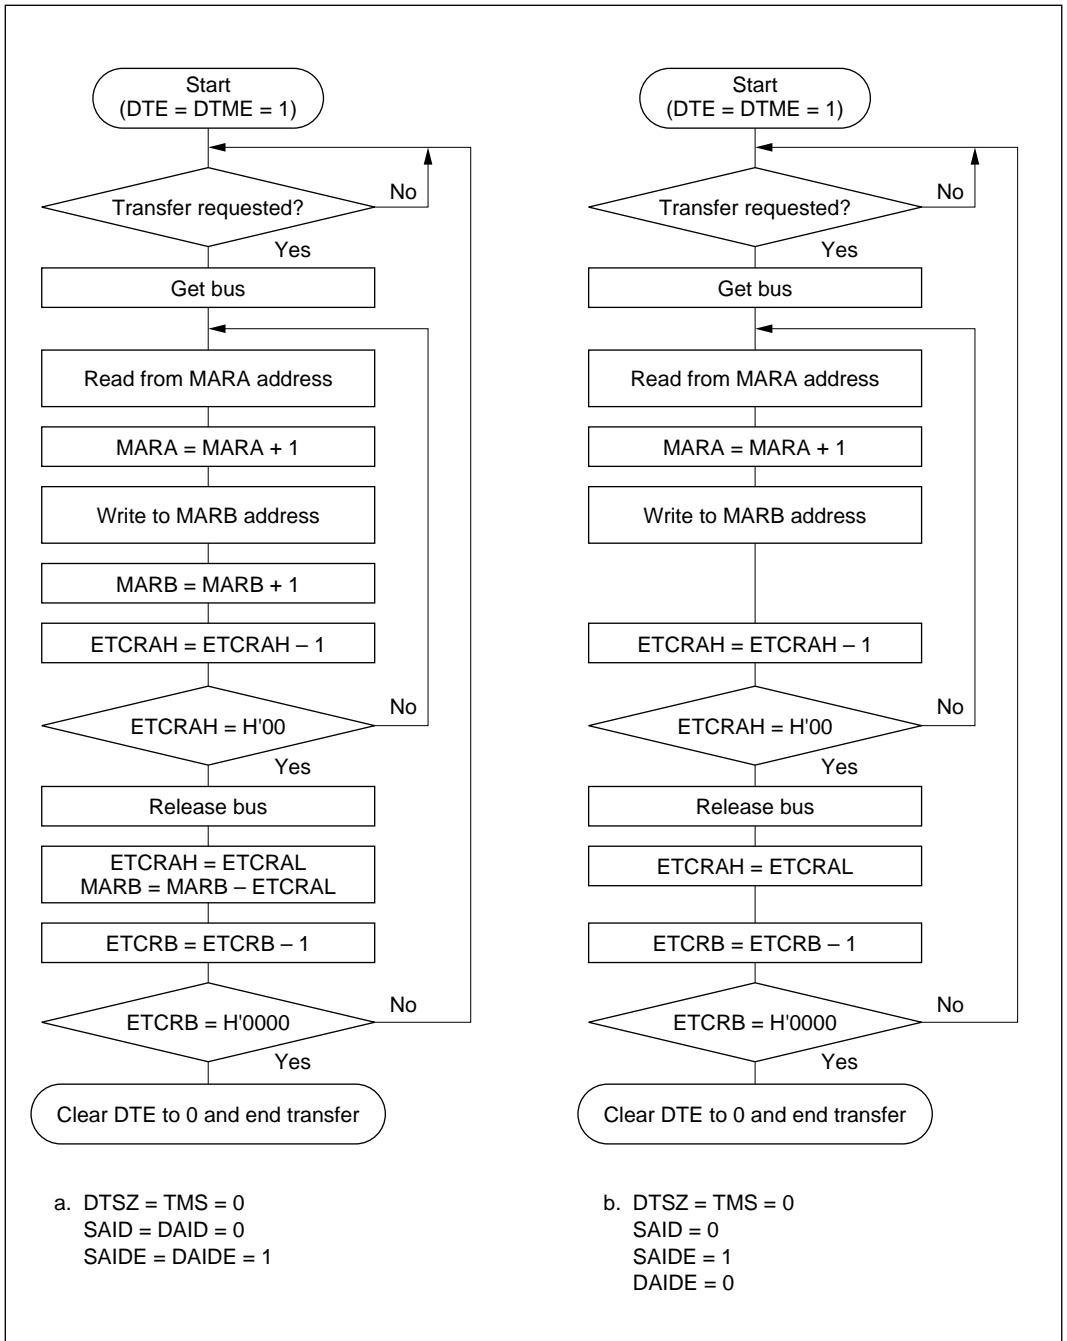 Start
(DTE = DTME = 1)
Transfer requested?
No
Yes
Get bus
Read from MARA address
MARA = MARA + 1
Write to MARB address
MARB = MARB + 1
ETCRAH = ETCRAH – 1
ETCRAH = H'00
No
Yes
Release bus
ETCRAH = ETCRAL
MARB = MARB – ETCRAL
ETCRB = ETCRB – 1
ETCRB = H'0000
No
Yes
Clear DTE to 0 and end transfer
a. DTSZ = TMS = 0
SAID = DAID = 0
SAIDE = DAIDE = 1
Start
(DTE = DTME = 1)
Transfer requested?
No
Yes
Get bus
Read from MARA address
MARA = MARA + 1
Write to MARB address
ETCRAH = ETCRAH – 1
ETCRAH = H'00
No
Yes
Release bus
ETCRAH = ETCRAL
ETCRB = ETCRB – 1
ETCRB = H'0000
No
Yes
Clear DTE to 0 and end transfer
b. DTSZ = TMS = 0
SAID = 0
SAIDE = 1
DAIDE = 0